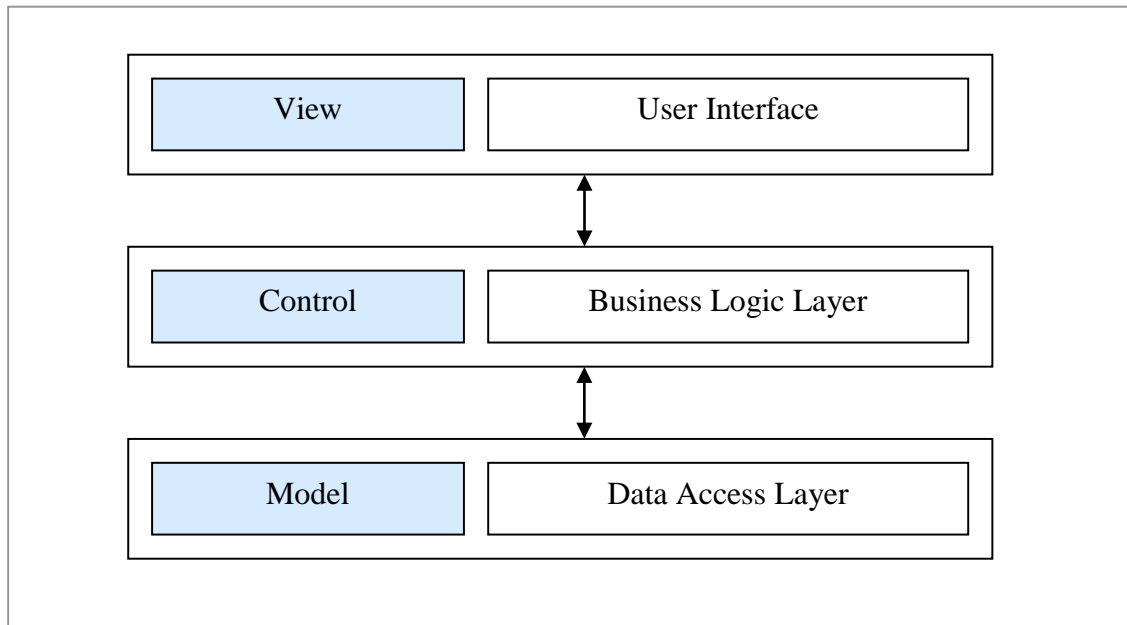 View
User Interface
Control
Business Logic Layer
Model
Data Access Layer